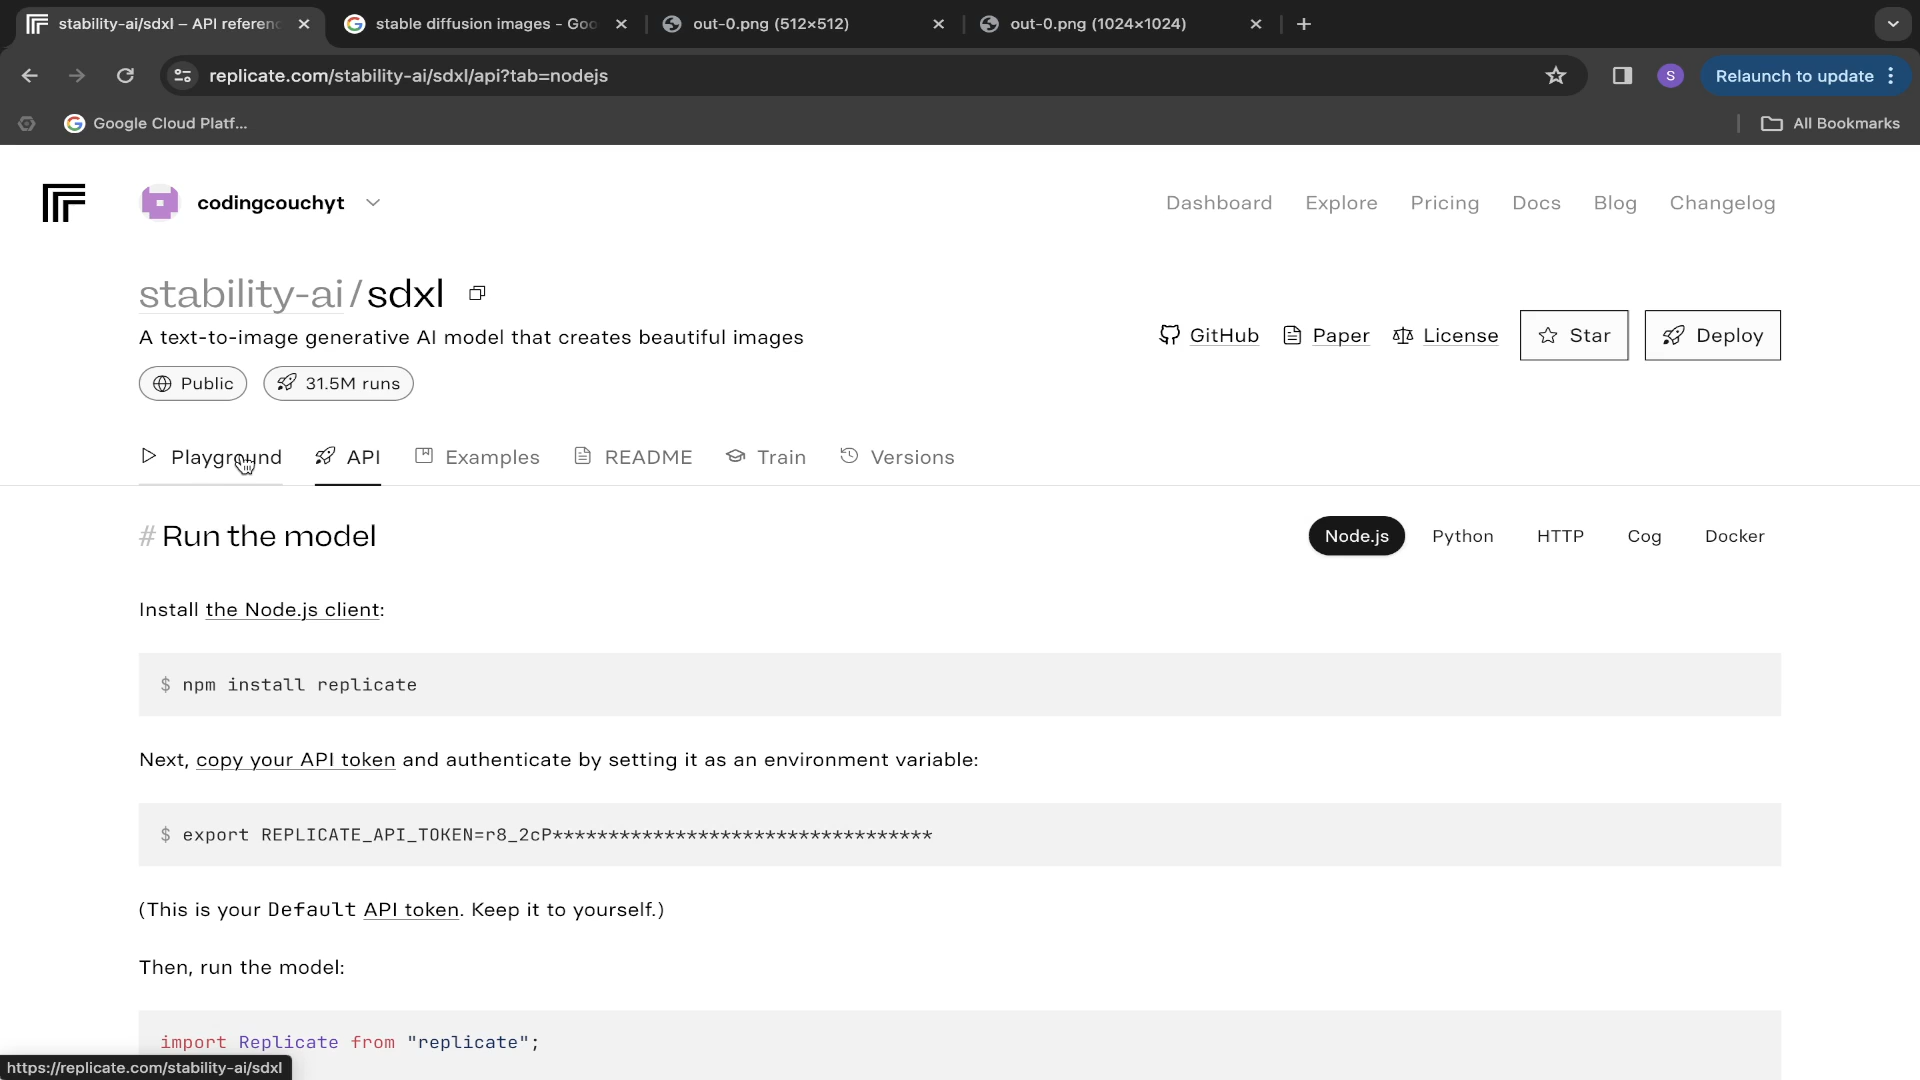 stability-ai/sdxl – API referenc
stable diffusion images - Goo
out-0.png (512×512)
out-0.png (1024×1024)
replicate.com/stability-ai/sdxl/api?tab=nodejs
S
Relaunch to update
Google Cloud Platf...
All Bookmarks
codingcouchyt
Dashboard
Explore
Pricing
Docs
Blog
Changelog
stability-ai/sdxl
A text-to-image generative AI model that creates beautiful images
GitHub
Paper
License
Star
Deploy
Public
31.5M runs
Playground
API
Examples
README
Train
Versions
# Run the model
Node.js
Python
HTTP
Cog
Docker
Install the Node.js client:
$ npm install replicate
Next, copy your API token and authenticate by setting it as an environment variable:
$ export REPLICATE_API_TOKEN=r8_2cP**********************************
(This is your Default API token. Keep it to yourself.)
Then, run the model:
import Replicate from "replicate";
https://replicate.com/stability-ai/sdxl